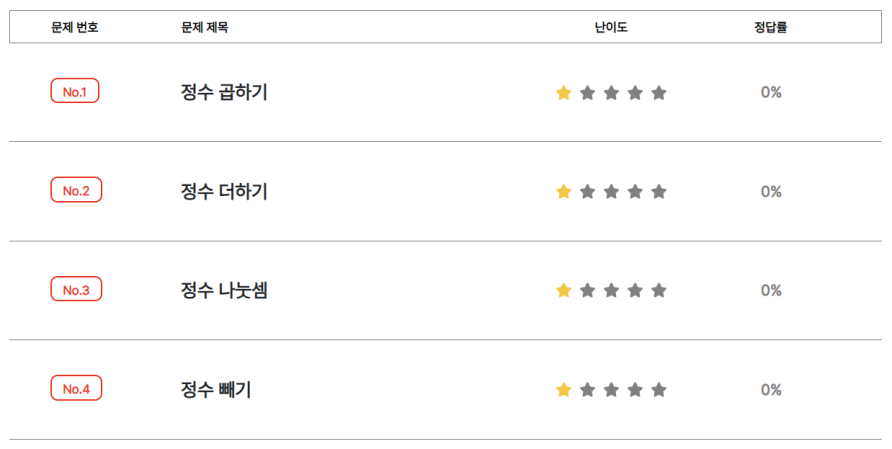 문제 번호 문제 제목 난이도 정답률
No.1 정수 곱하기 0%
No.2 정수 더하기 0%
No.3 정수 나눗셈 0%
No.4 정수 빼기 0%